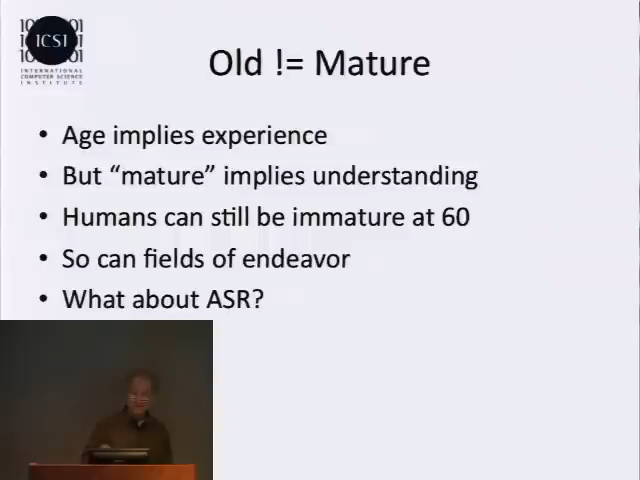 ICSI
INTERNATIONAL
COMPUTER SCIENCE
INSTITUTE
Old != Mature
• Age implies experience
• But “mature” implies understanding
• Humans can still be immature at 60
• So can fields of endeavor
• What about ASR?